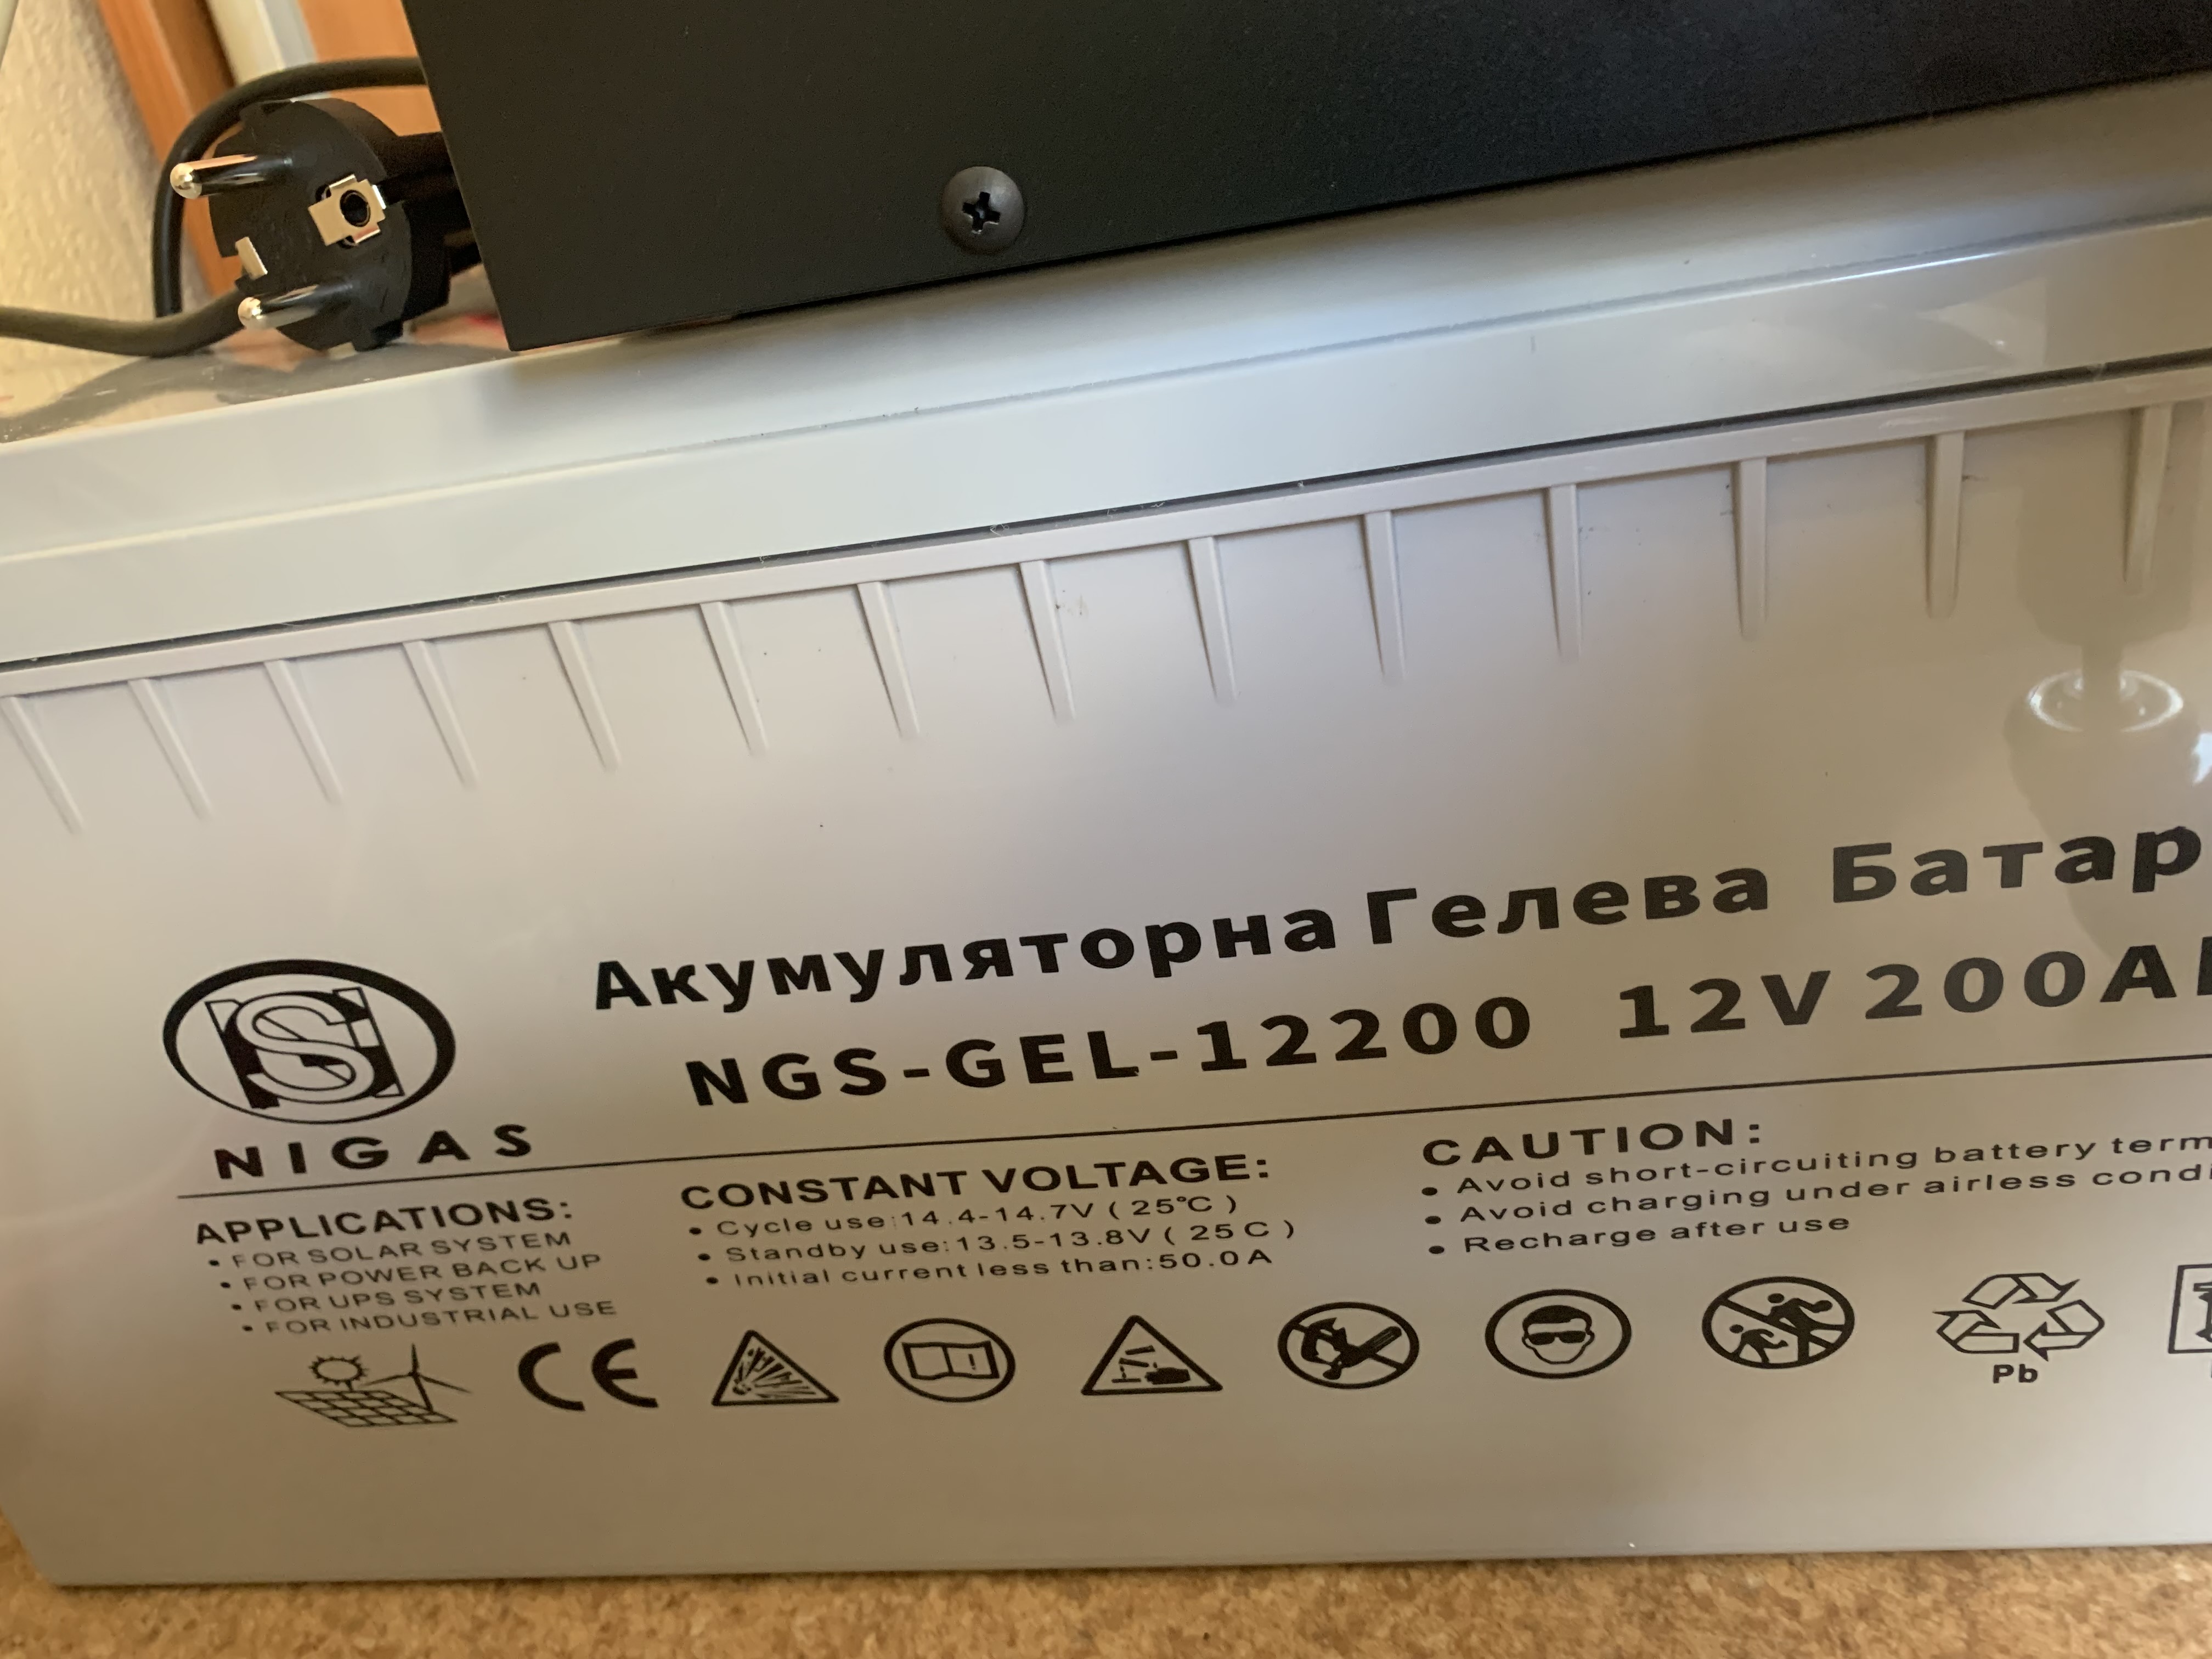 Акумуляторна Гелева Батар
NGS-GEL-12200 12V 200A
NIGAS
APPLICATIONS:
• FOR SOLAR SYSTEM
• FOR POWER BACK UP
• FOR UPS SYSTEM
• FOR INDUSTRIAL USE
CONSTANT VOLTAGE:
• Cycle use:14.4-14.7V (25℃)
• Standby use:13.5-13.8V (25C)
• Initial current less than:50.0A
CAUTION:
• Avoid short-circuiting battery term
• Avoid charging under airless condi
• Recharge after use
CE
Pb